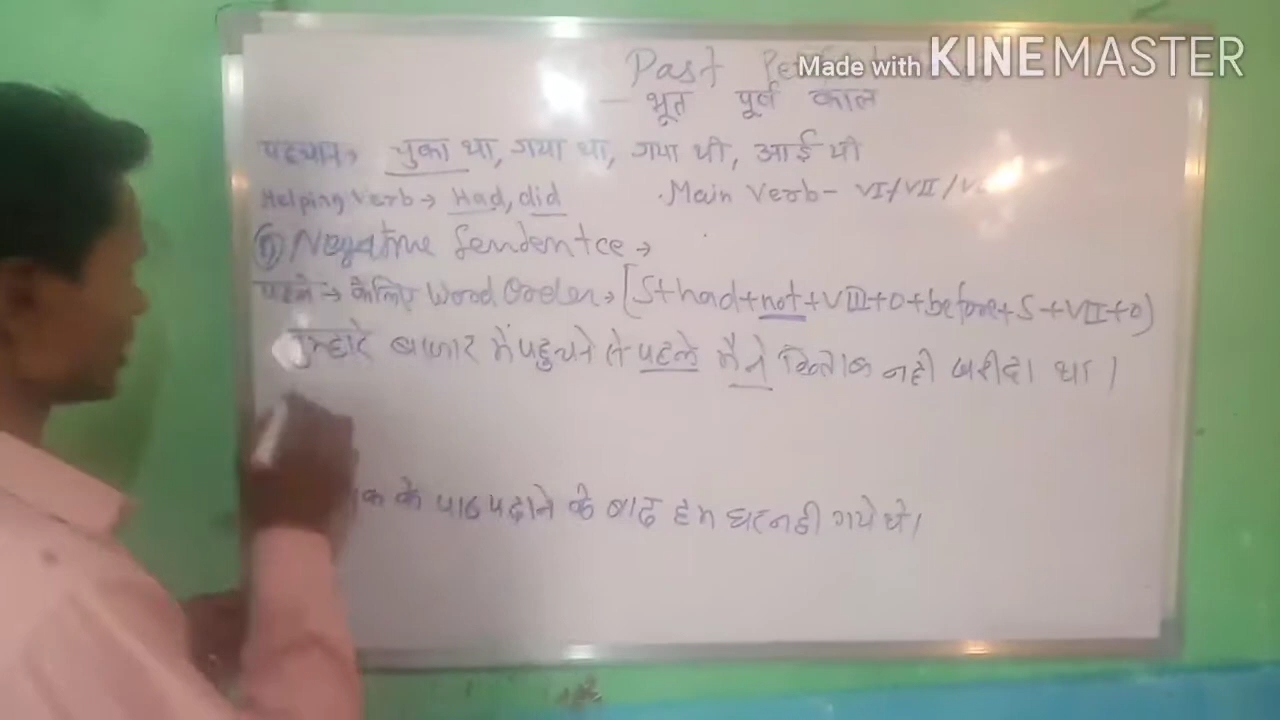 Past
Made with KINEMASTER
— भूत पूर्व काल
पहचान→ चुका था, गया था, गयी थी, आई थी
Helping Verb → Had, did .Main Verb- VI/VII/V
Negative Sendentce →
पहले → के लिए Word Order→ [S+had+not+VIII+O+before+S+VII+O)
तुम्हारे बाजार में पहुचने से पहले मैंने किताब नही खरीदा था।
के पाठ पढाने के बाद हम घर नही गये थे।